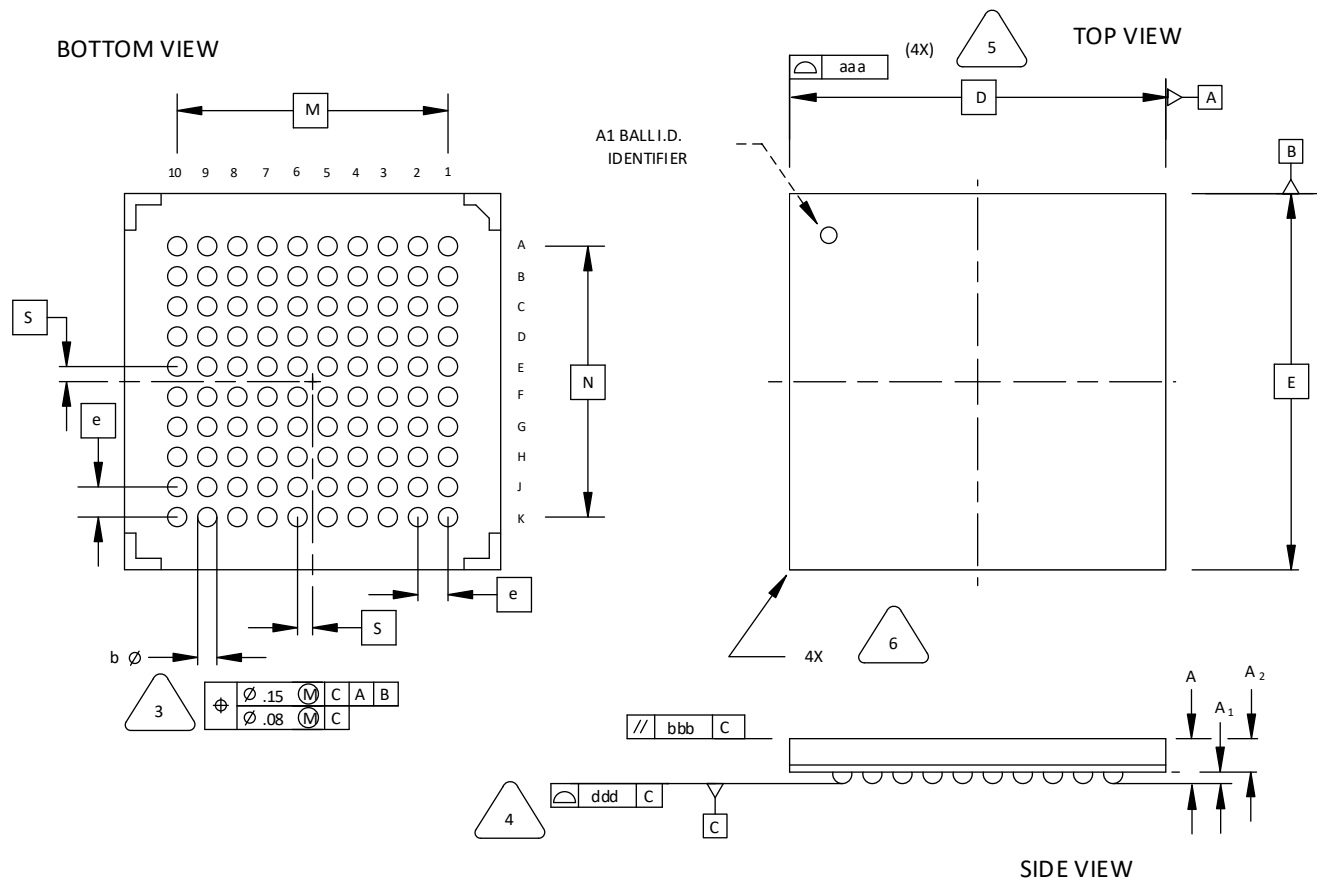 BOTTOM VIEW
TOP VIEW
(4X)
5
aaa
D
A
M
A1 BALL I.D.
IDENTIFIER
B
10 9 8 7 6 5 4 3 2 1
A
B
C
D
E
F
G
H
J
K
S
e
N
E
e
S
b Ø
3
Ø .15 Ⓜ C A B
Ø .08 Ⓜ C
4X
6
A
A1
A2
// bbb C
4
ddd C
C
SIDE VIEW